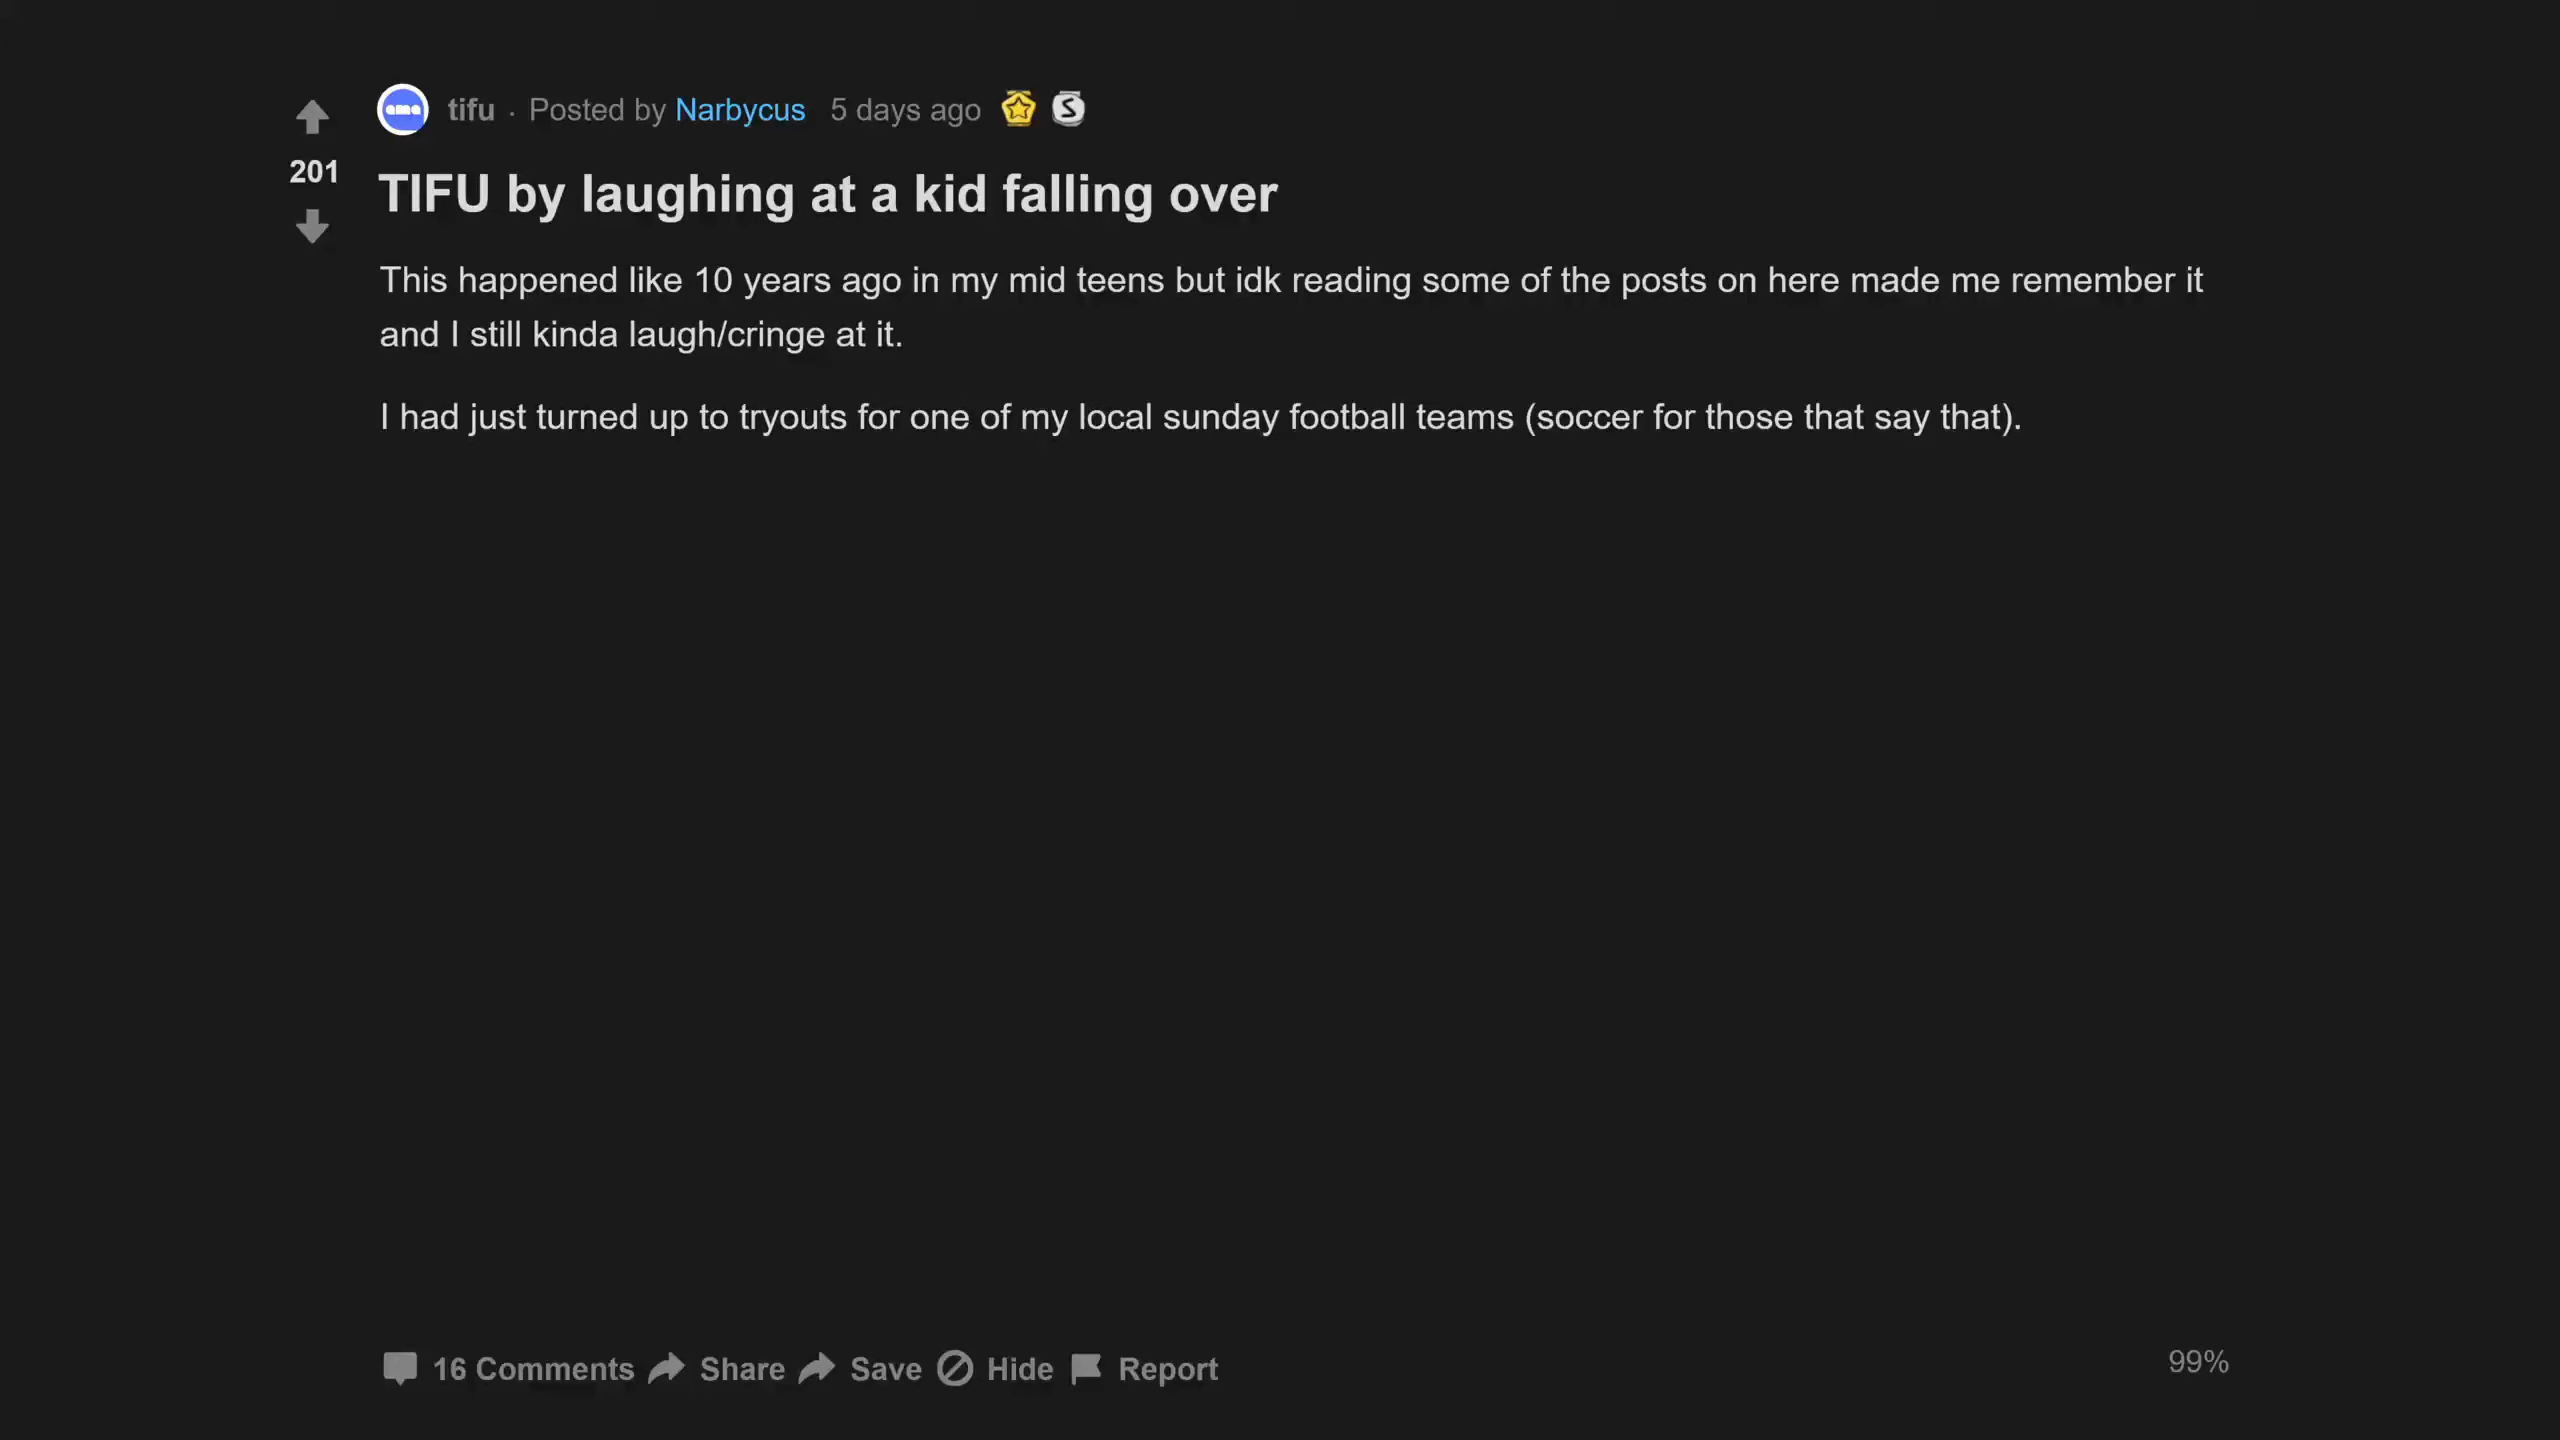 tifu · Posted by Narbycus 5 days ago
201
TIFU by laughing at a kid falling over
This happened like 10 years ago in my mid teens but idk reading some of the posts on here made me remember it
and I still kinda laugh/cringe at it.
I had just turned up to tryouts for one of my local sunday football teams (soccer for those that say that).
16 Comments Share Save Hide Report
99%